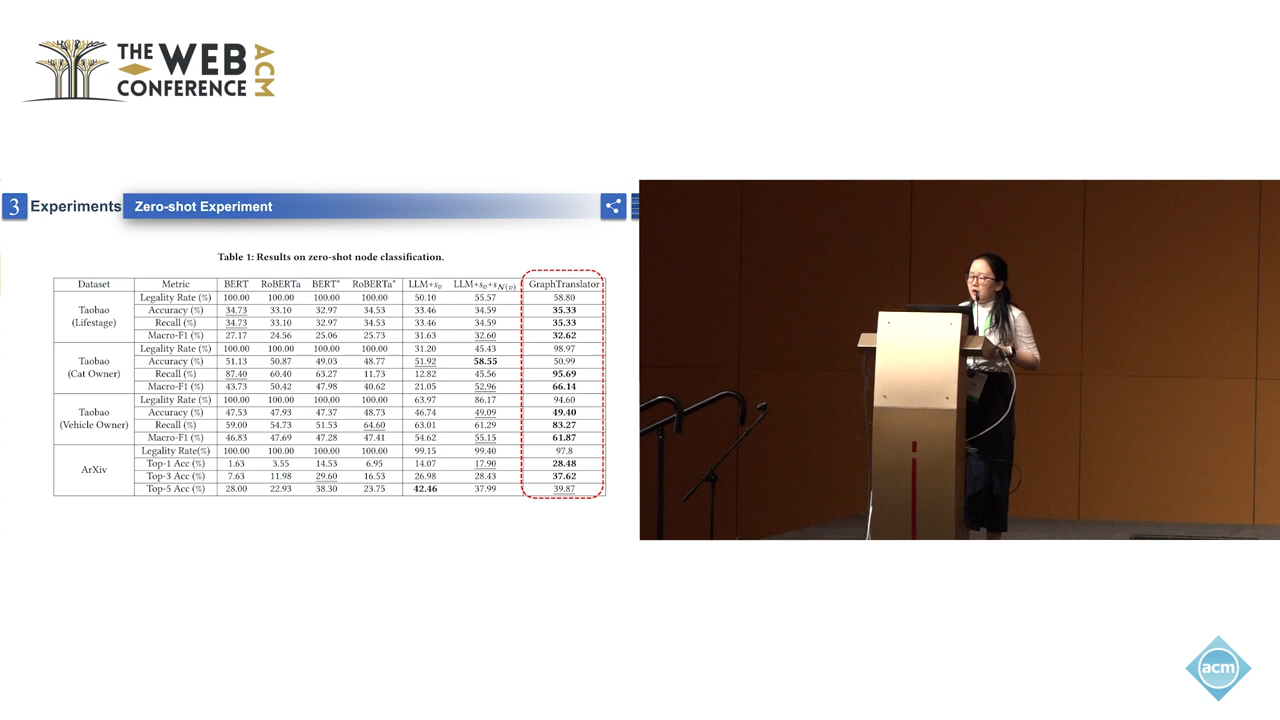 THE WEB
CONFERENCE
ACM
3 Experiments Zero-shot Experiment
Table 1: Results on zero-shot node classification.
Dataset Metric BERT RoBERTa BERT* RoBERTa* LLM+sᵥ LLM+sᵥ+s_N(v) GraphTranslator
Taobao (Lifestage)
Legality Rate (%) 100.00 100.00 100.00 100.00 50.10 55.57 58.80
Accuracy (%) 34.73 33.10 32.97 34.53 33.46 34.59 35.33
Recall (%) 34.73 33.10 32.97 34.53 33.46 34.59 35.33
Macro-F1 (%) 27.17 24.56 25.06 25.73 31.63 32.60 32.62
Taobao (Cat Owner)
Legality Rate (%) 100.00 100.00 100.00 100.00 31.20 45.43 98.97
Accuracy (%) 51.13 50.87 49.03 48.77 51.92 58.55 50.99
Recall (%) 87.40 60.40 63.27 11.73 12.82 45.56 95.69
Macro-F1 (%) 43.73 50.42 47.98 40.62 21.05 52.96 66.14
Taobao (Vehicle Owner)
Legality Rate (%) 100.00 100.00 100.00 100.00 63.97 86.17 94.60
Accuracy (%) 47.53 47.93 47.37 48.73 46.74 49.09 49.40
Recall (%) 59.00 54.73 51.53 64.60 63.01 61.29 83.27
Macro-F1 (%) 46.83 47.69 47.28 47.41 54.62 55.15 61.87
ArXiv
Legality Rate(%) 100.00 100.00 100.00 100.00 99.15 99.40 97.8
Top-1 Acc (%) 1.63 3.55 14.53 6.95 14.07 17.90 28.48
Top-3 Acc (%) 7.63 11.98 29.60 16.53 26.98 28.43 37.62
Top-5 Acc (%) 28.00 22.93 38.30 23.75 42.46 37.99 39.87
acm